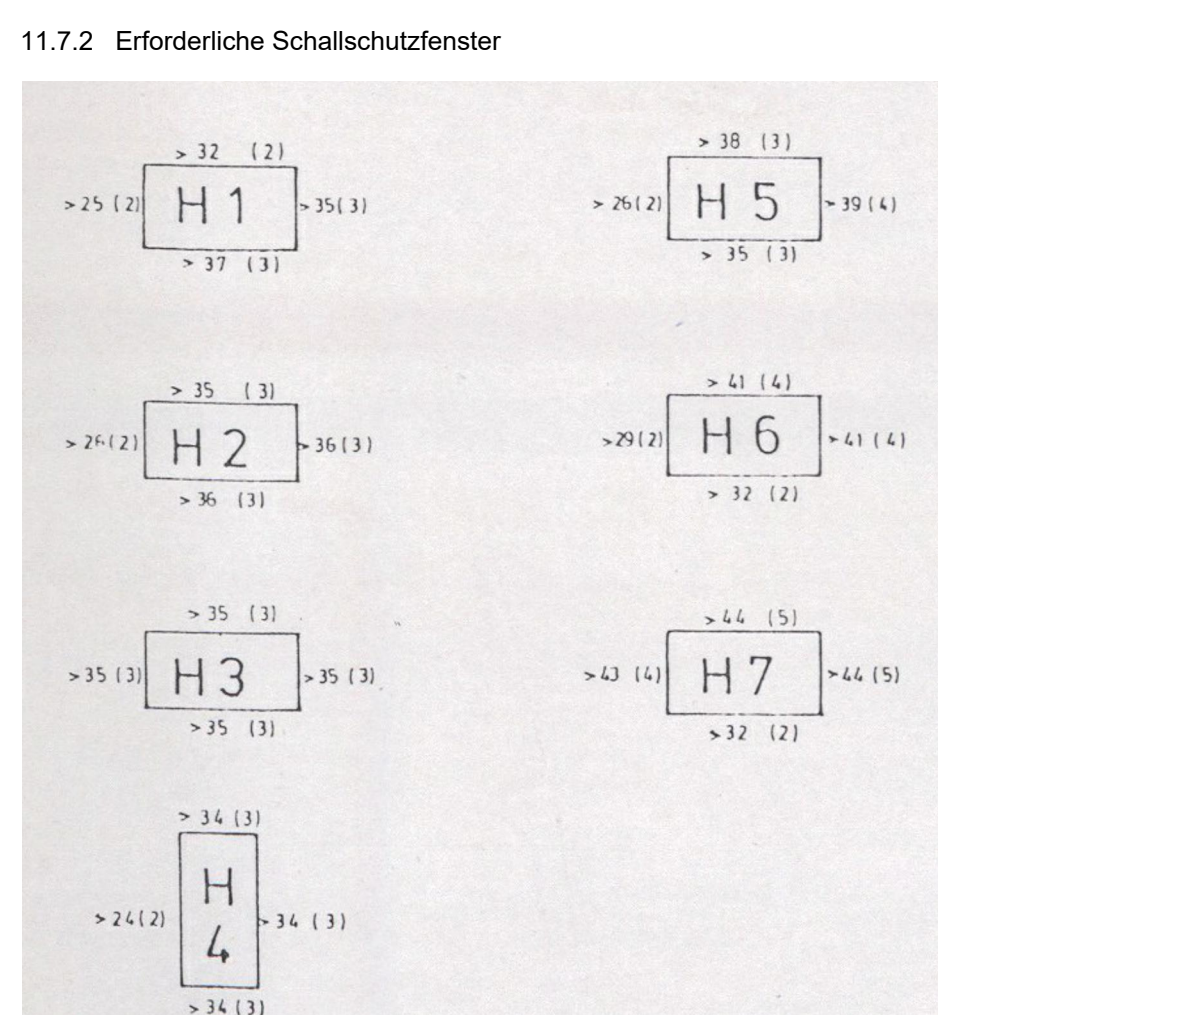 11.7.2 Erforderliche Schallschutzfenster
> 32 (2)
> 25 (2) H 1 > 35 (3)
> 37 (3)
> 38 (3)
> 26 (2) H 5 > 39 (4)
> 35 (3)
> 35 (3)
(2) H 2 > 36 (3)
> 36 (3)
> 41 (4)
> 29 (2) H 6 > 41 (4)
> 32 (2)
> 35 (3)
> 35 (3) H 3 > 35 (3)
> 35 (3)
> 44 (5)
> 43 (4) H 7 > 44 (5)
> 32 (2)
> 34 (3)
H
> 24 (2) > 34 (3)
4
> 34 (3)